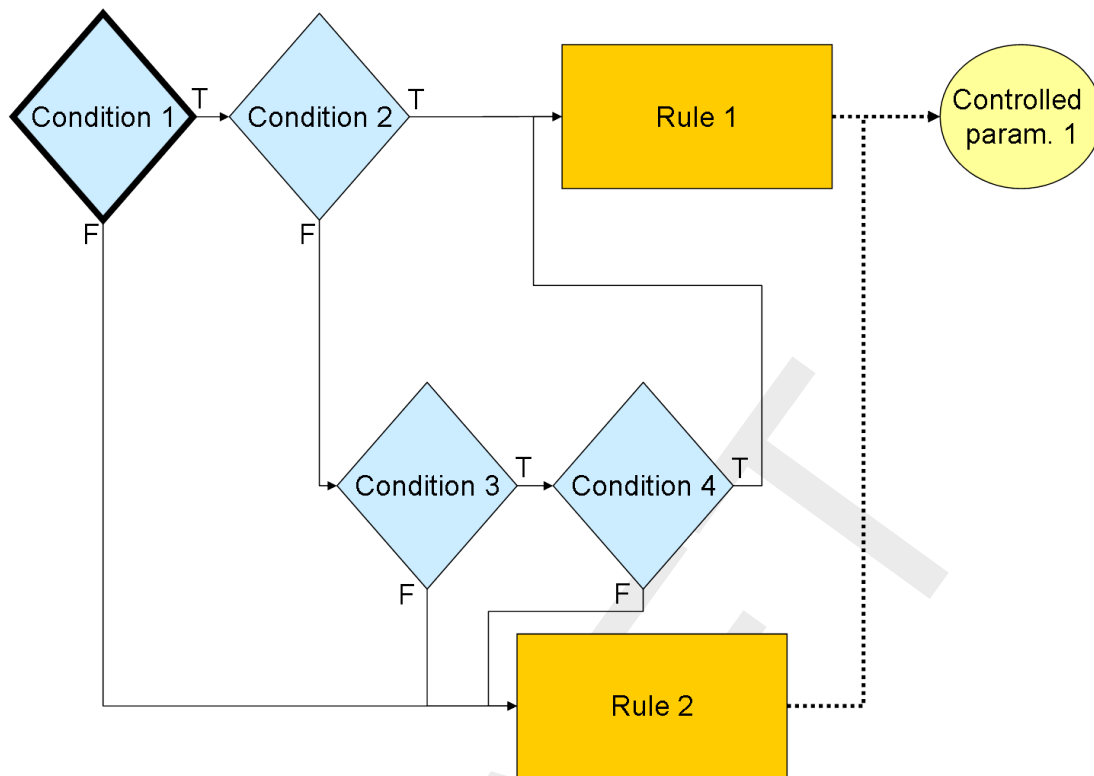 Condition 1
T
F
Condition 2
T
F
Rule 1
Controlled
param. 1
Condition 3
T
F
Condition 4
T
F
Rule 2